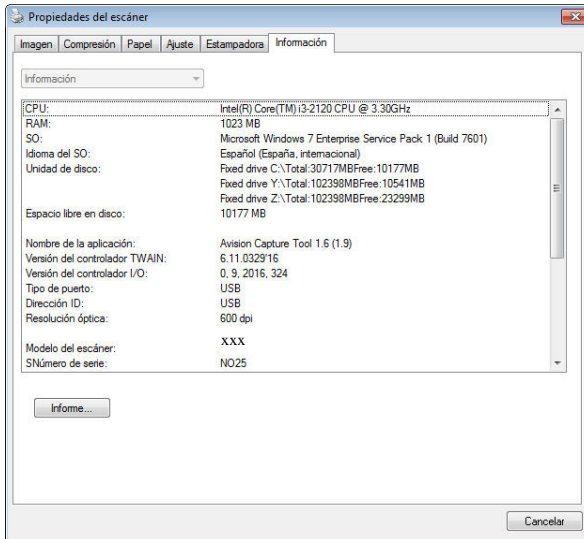 Propiedades del escáner
Imagen Compresión Papel Ajuste Estampadora Información
Información
CPU: Intel(R) Core(TM) i3-2120 CPU @ 3.30GHz
RAM: 1023 MB
SO: Microsoft Windows 7 Enterprise Service Pack 1 (Build 7601)
Idioma del SO: Español (España, internacional)
Unidad de disco: Fixed drive C:\Total:30717MBFree:10177MB
Fixed drive Y:\Total:102398MBFree:10541MB
Fixed drive Z:\Total:102398MBFree:23299MB
Espacio libre en disco: 10177 MB
Nombre de la aplicación: Avision Capture Tool 1.6 (1.9)
Versión del controlador TWAIN: 6.11.0329'16
Versión del controlador I/O: 0, 9, 2016, 324
Tipo de puerto: USB
Dirección ID: USB
Resolución óptica: 600 dpi
Modelo del escáner: XXX
SNúmero de serie: NO25
Informe...
Cancelar